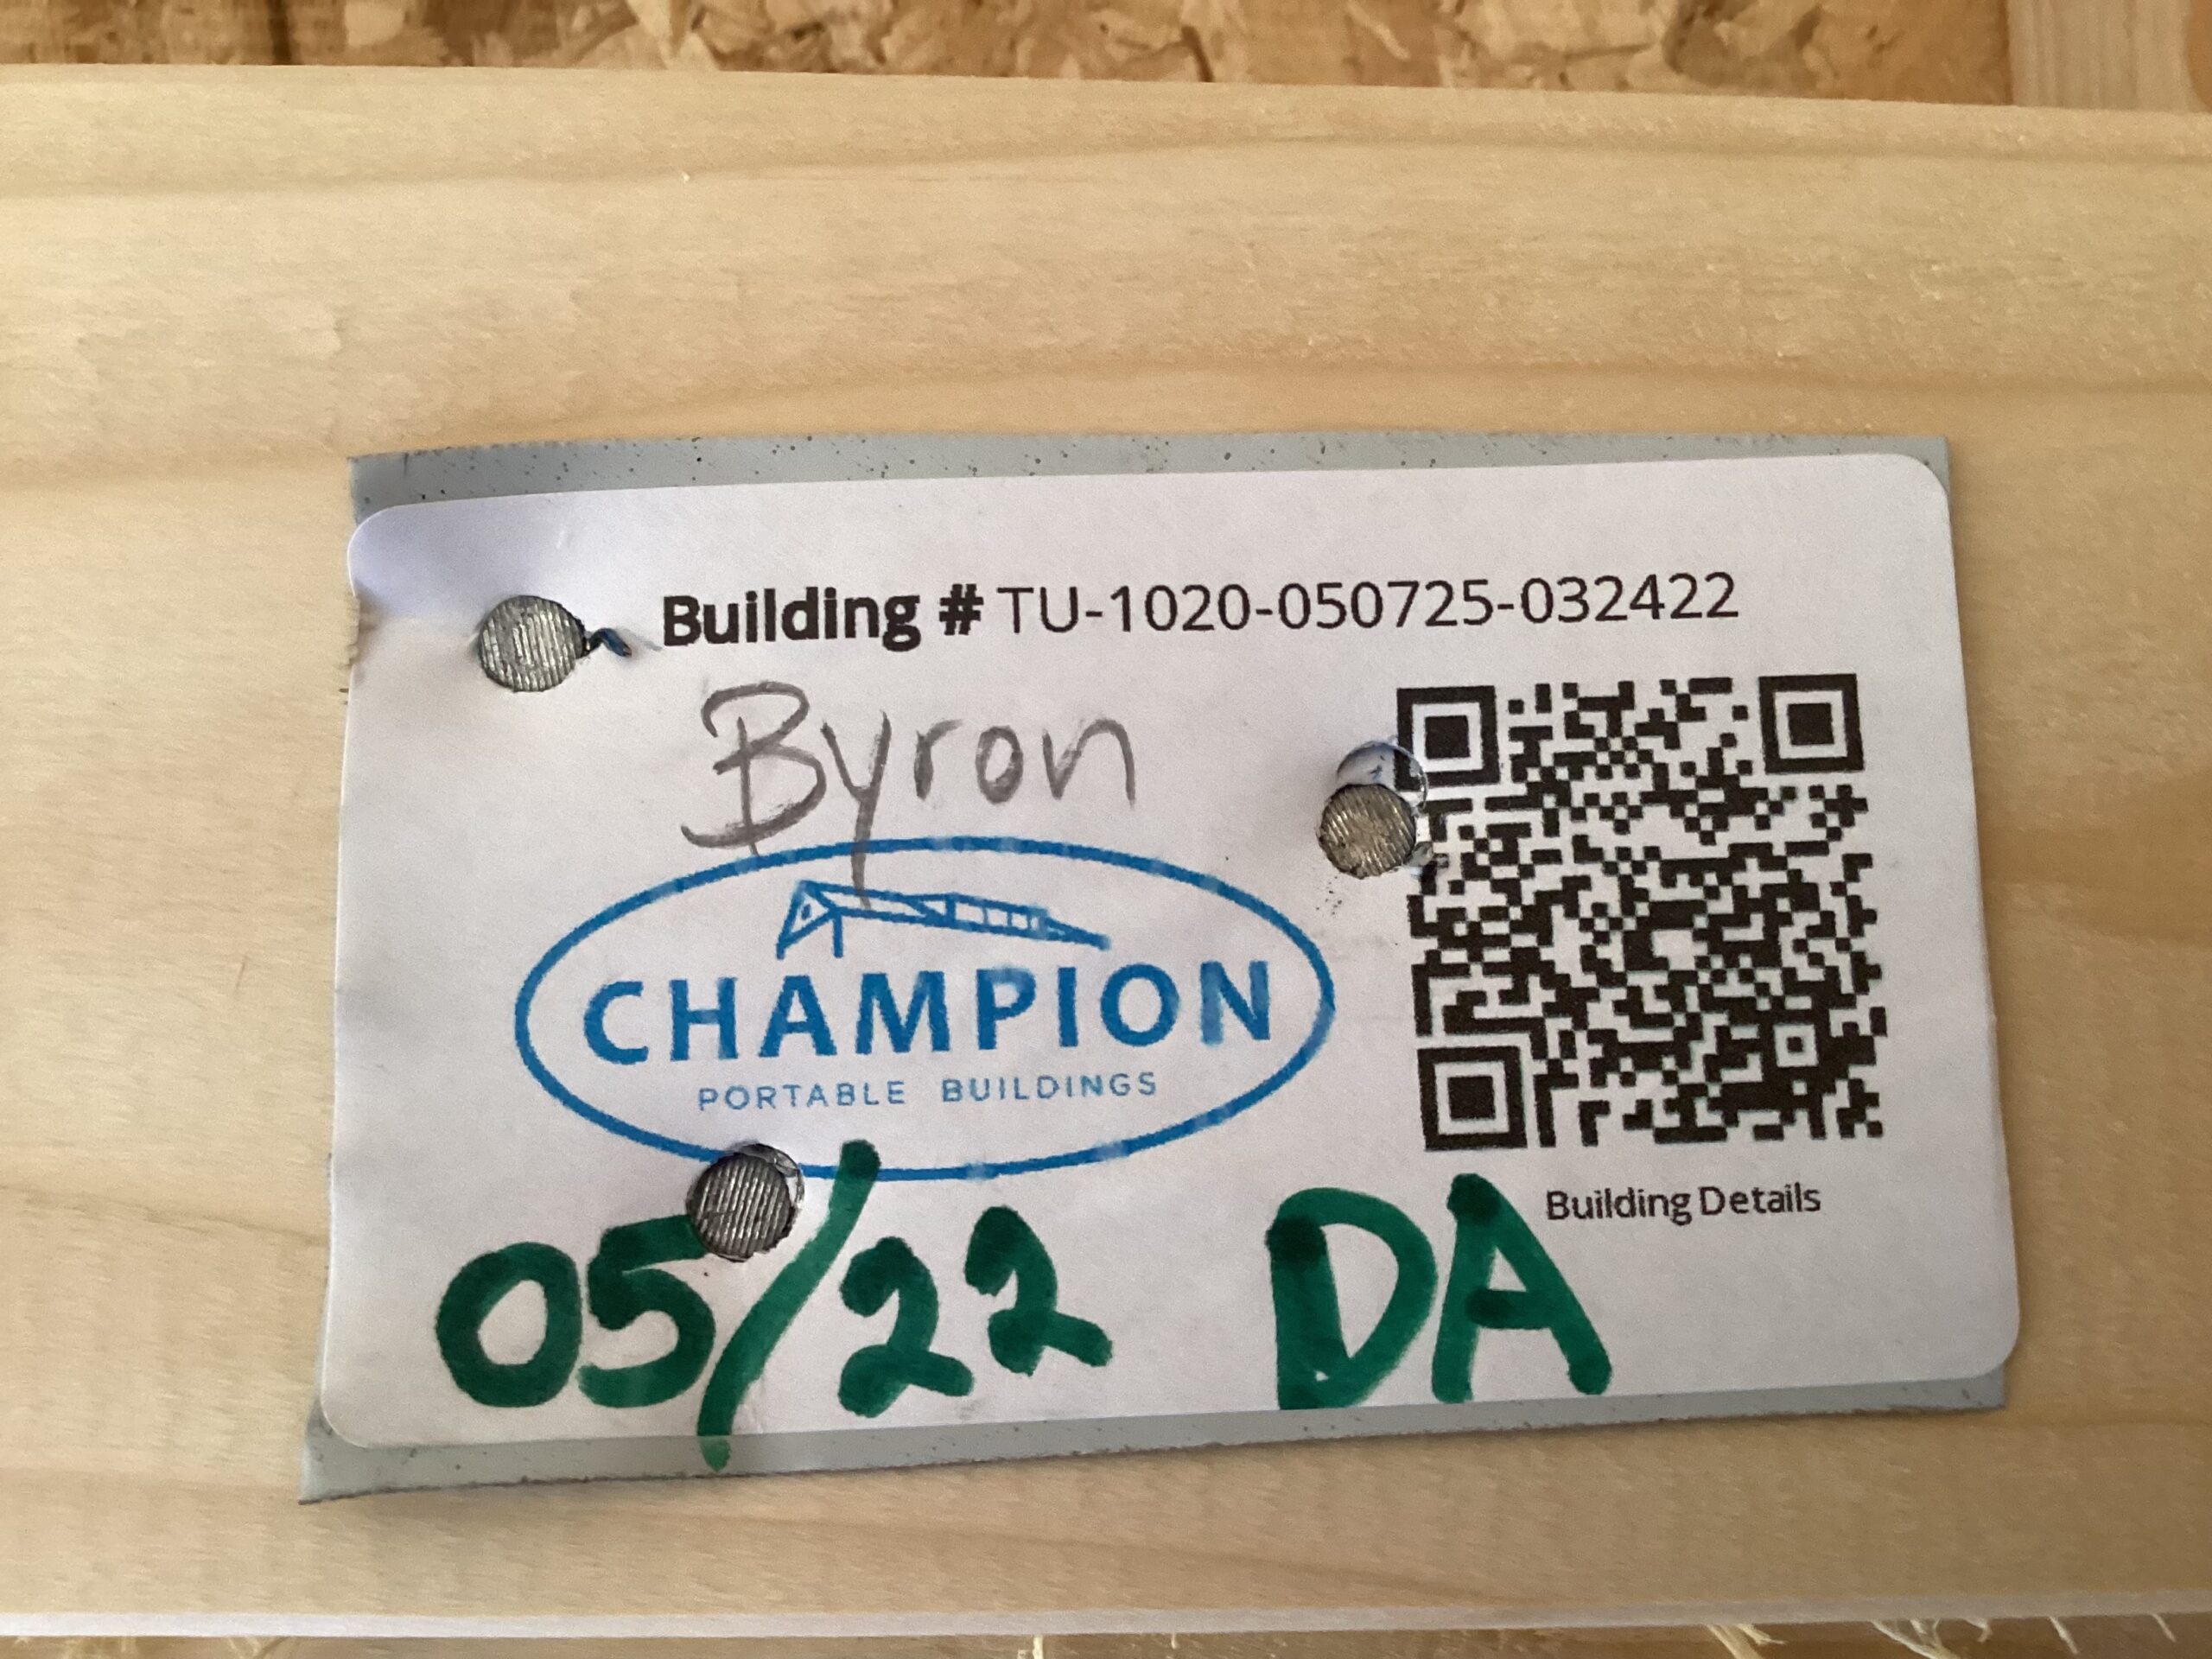 Building # TU-1020-050725-032422
Byron
CHAMPION
PORTABLE BUILDINGS
Building Details
05/22 DA